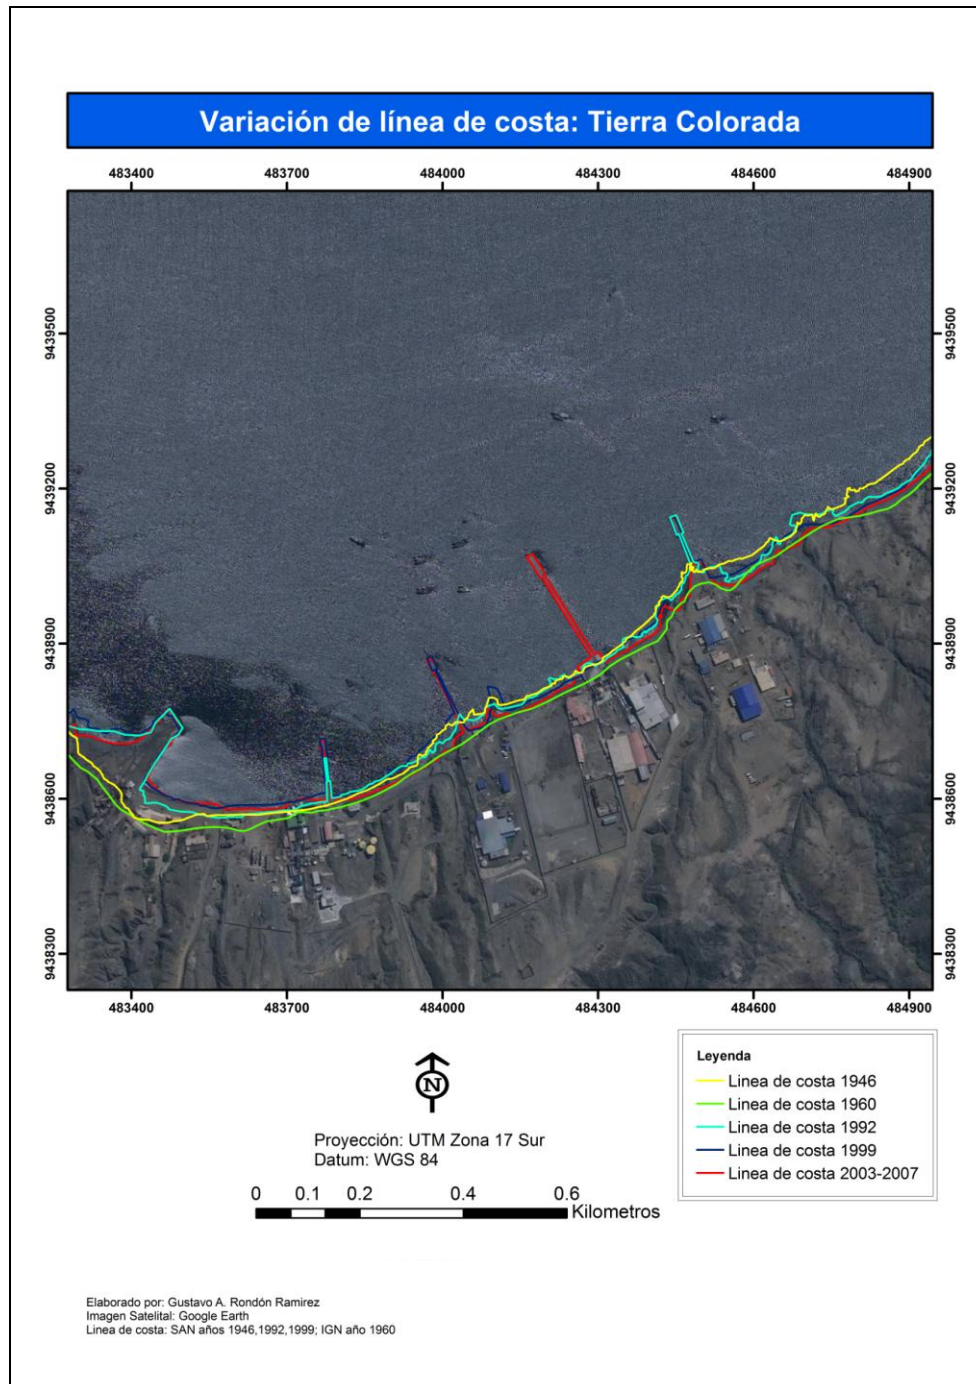 Variación de línea de costa: Tierra Colorada
483400 483700 484000 484300 484600 484900
9439500 9439500
9439200 9439200
9438900 9438900
9438600 9438600
9438300 9438300
483400 483700 484000 484300 484600 484900
Leyenda
Linea de costa 1946
Linea de costa 1960
Linea de costa 1992
Linea de costa 1999
Linea de costa 2003-2007
N
Proyección: UTM Zona 17 Sur
Datum: WGS 84
0 0.1 0.2 0.4 0.6
Kilometros
Elaborado por: Gustavo A. Rondón Ramirez
Imagen Satelital: Google Earth
Linea de costa: SAN años 1946,1992,1999; IGN año 1960